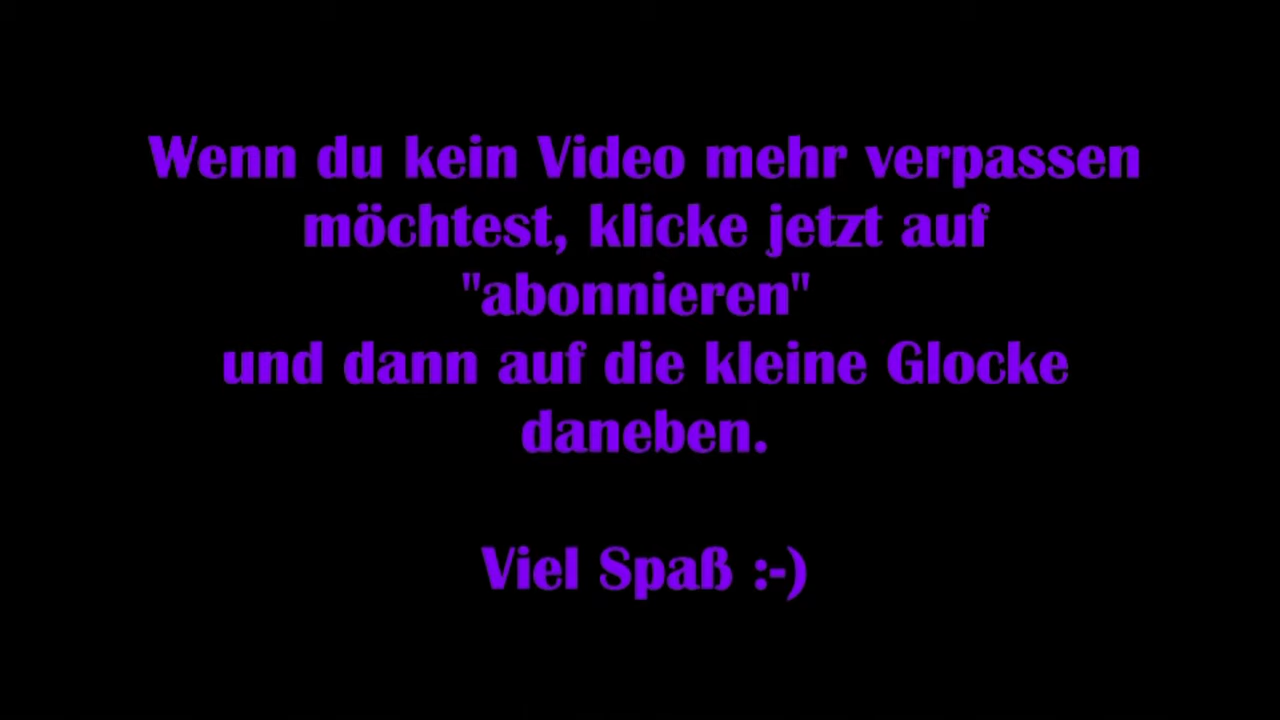 Wenn du kein Video mehr verpassen
möchtest, klicke jetzt auf
"abonnieren"
und dann auf die kleine Glocke
daneben.
Viel Spaß :-)